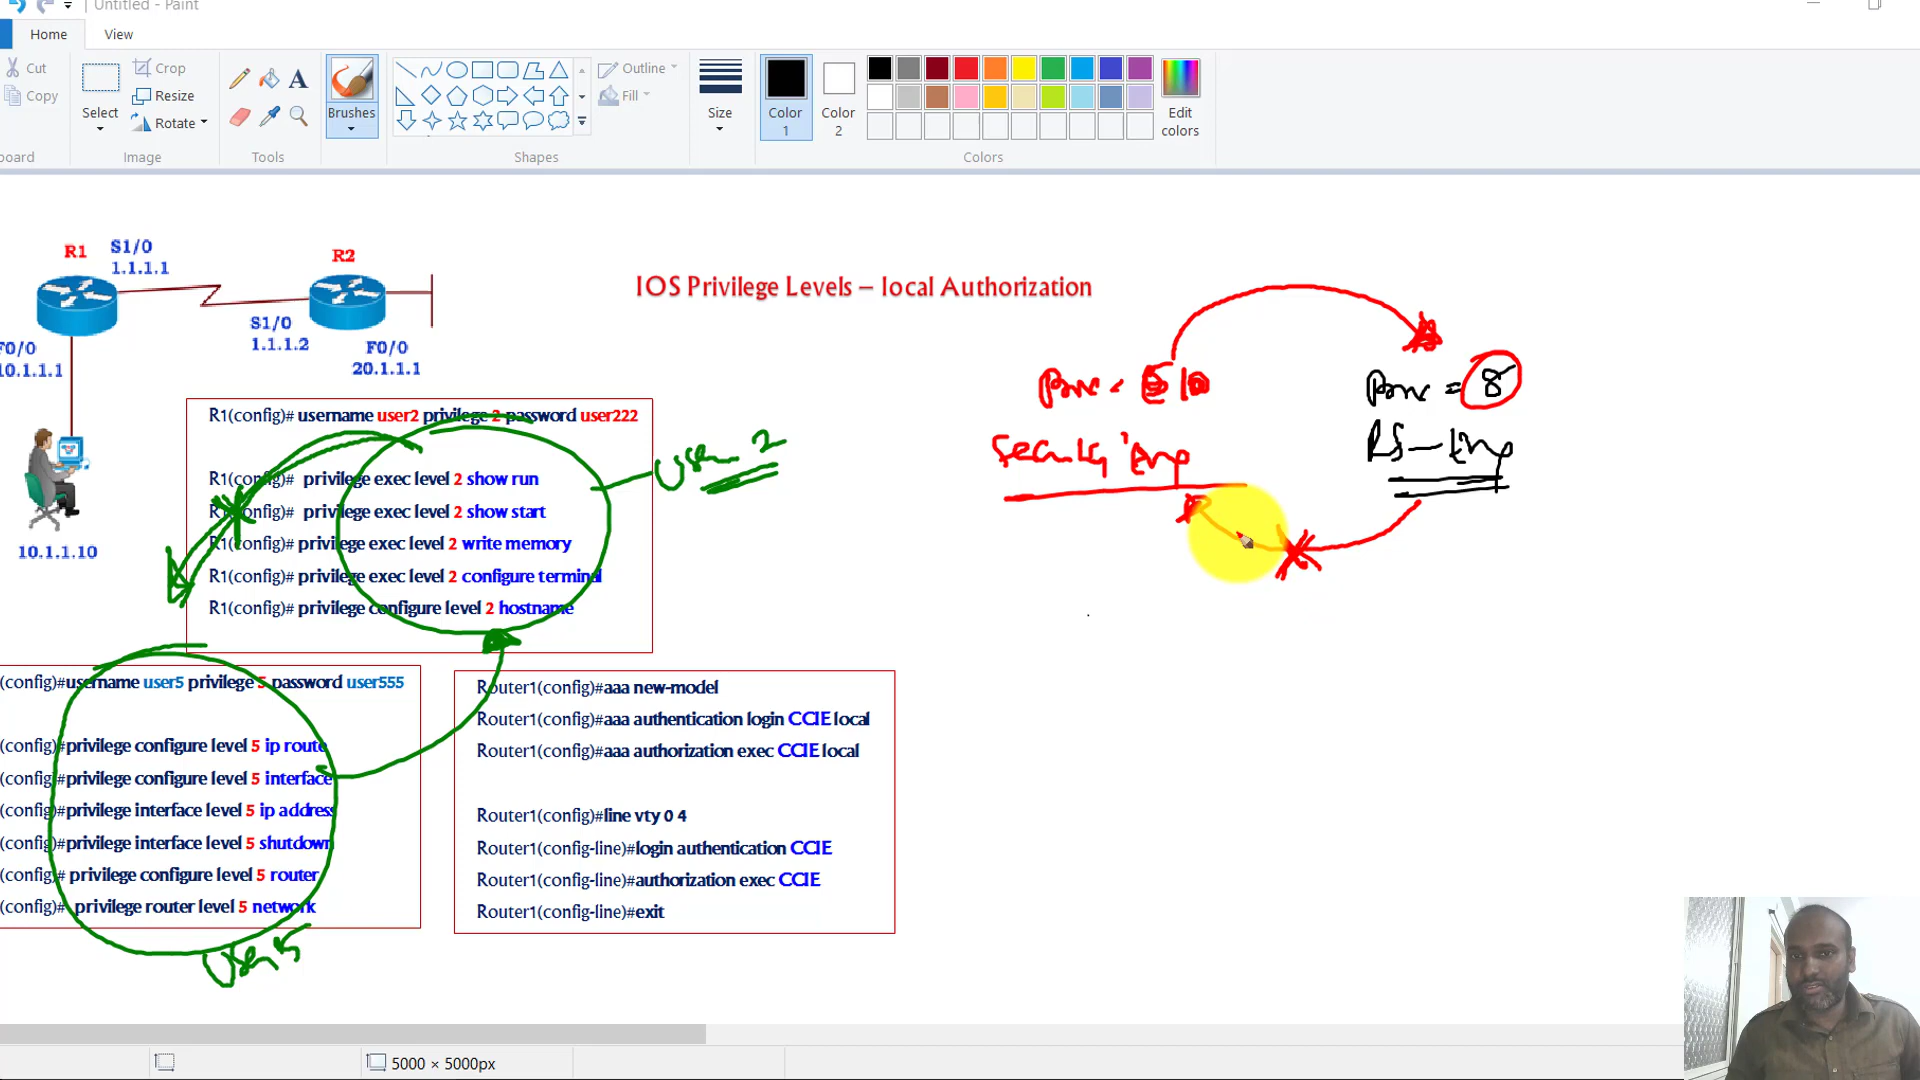 Untitled - Paint
Home View
Cut
Copy
oard
Select
Crop
Resize
Rotate
Image
Tools
Brushes
Shapes
Outline
Fill
Size
Color 1
Color 2
Edit colors
Colors
IOS Privilege Levels – local Authorization
R1
S1/0
1.1.1.1
R2
S1/0
1.1.1.2
F0/0
20.1.1.1
F0/0
10.1.1.1
10.1.1.10
R1(config)# username user2 privilege 2 password user222
R1(config)# privilege exec level 2 show run
R1(config)# privilege exec level 2 show start
R1(config)# privilege exec level 2 write memory
R1(config)# privilege exec level 2 configure terminal
R1(config)# privilege configure level 2 hostname
User 2
(config)#username user5 privilege 5 password user555
(config)#privilege configure level 5 ip route
(config)#privilege configure level 5 interface
(config)#privilege interface level 5 ip address
(config)#privilege interface level 5 shutdown
(config)# privilege configure level 5 router
(config)# privilege router level 5 network
User 5
Router1(config)#aaa new-model
Router1(config)#aaa authentication login CCIE local
Router1(config)#aaa authorization exec CCIE local
Router1(config)#line vty 0 4
Router1(config-line)#login authentication CCIE
Router1(config-line)#authorization exec CCIE
Router1(config-line)#exit
10
= 8
RS-Emp
5000 × 5000px